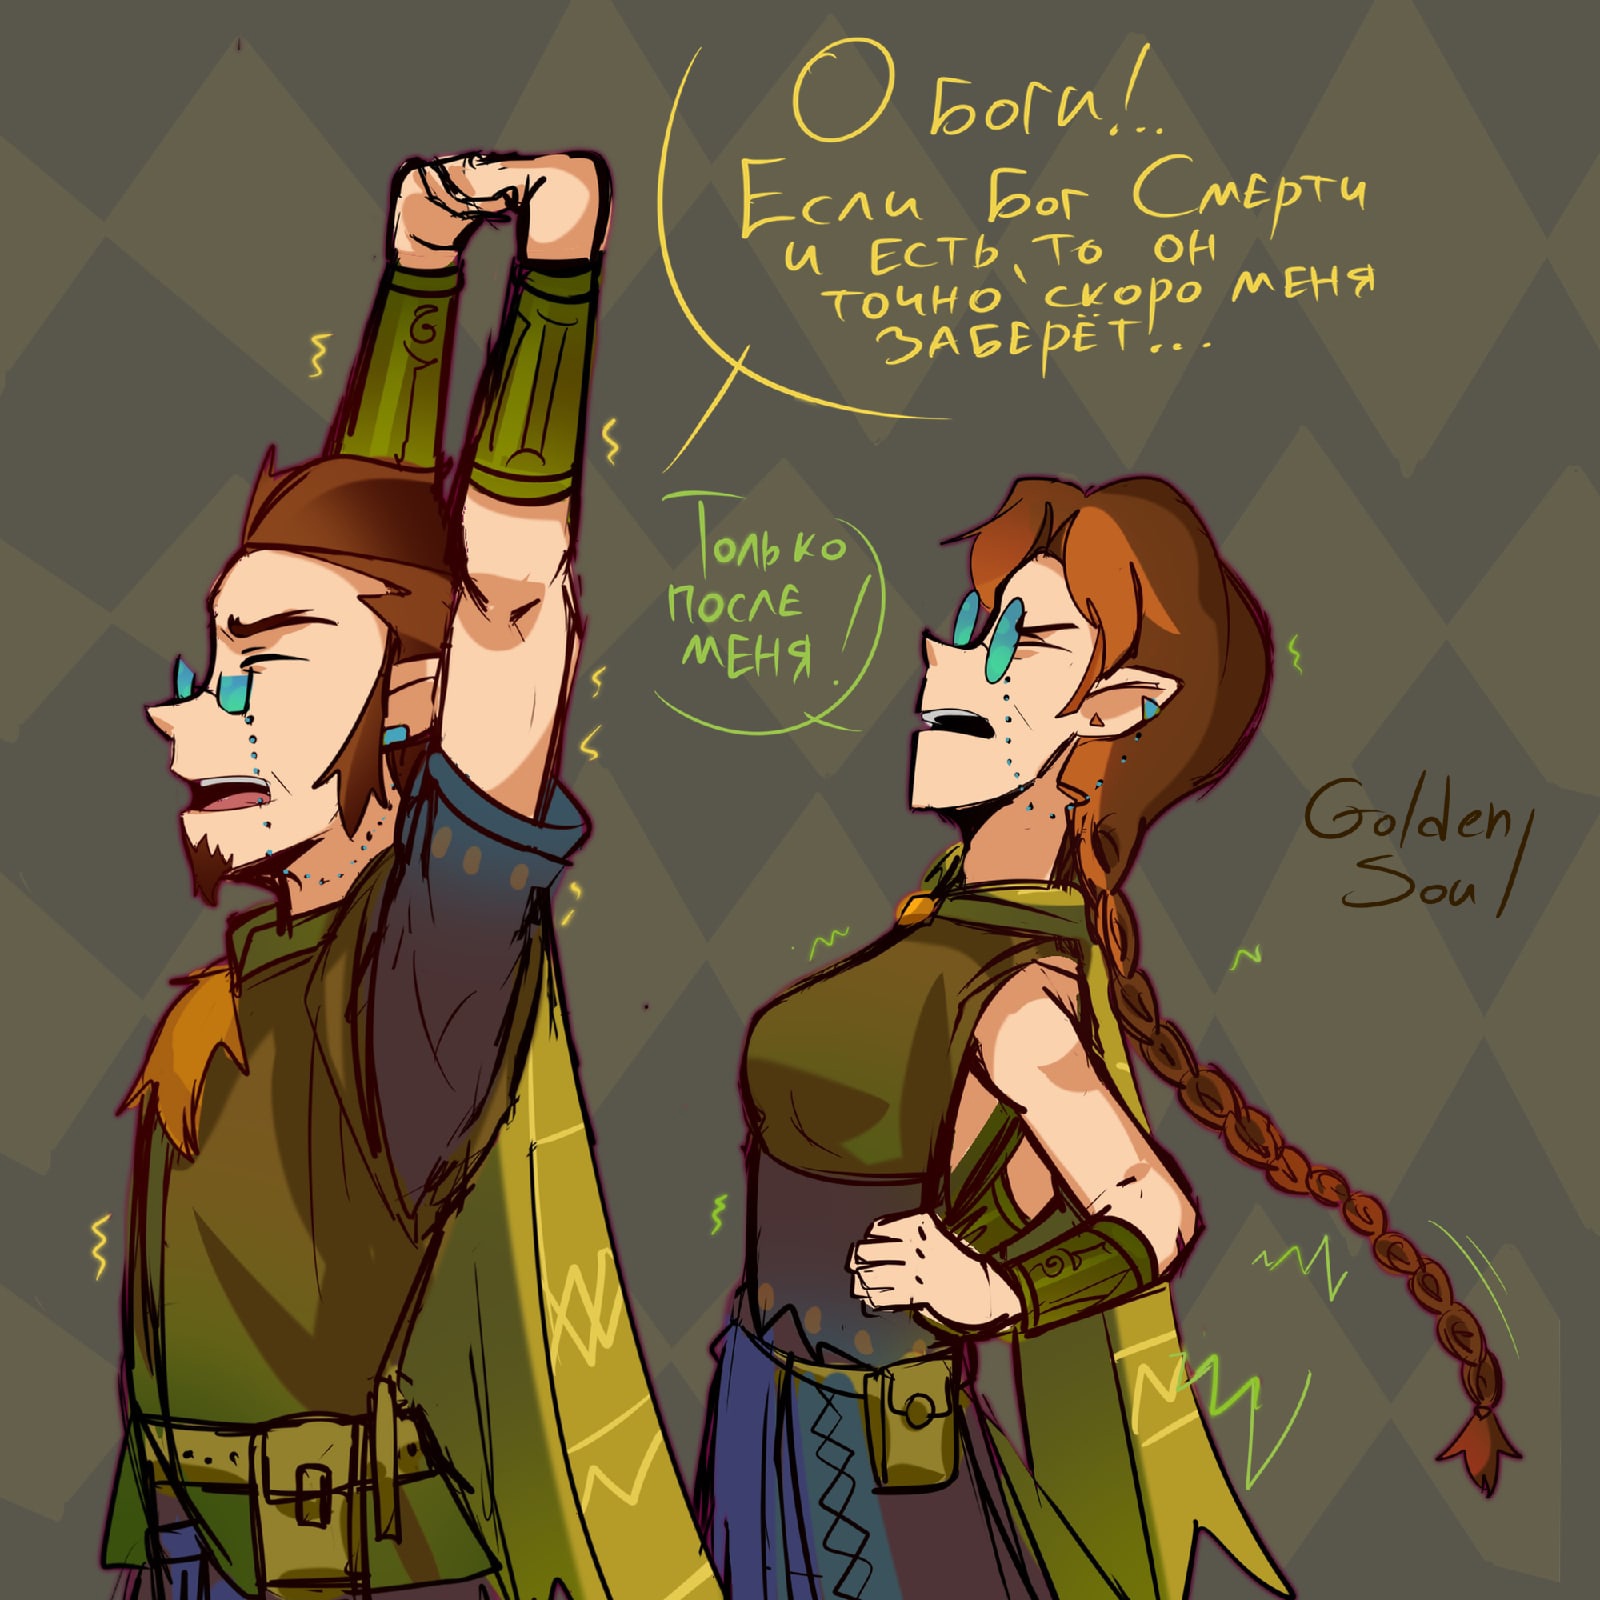 О Боги!..
Если Бог Смерти
и есть, то он
точно скоро меня
заберёт!...
Только
после
меня!
Golden
Soul